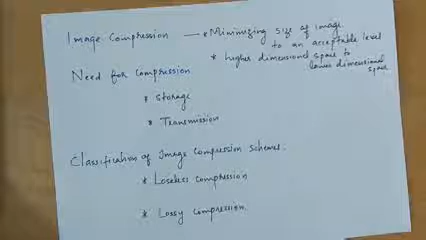 Image Compression — * Minimizing size of image
to an acceptable level
* higher dimensional space to
lower dimensional
space
Need for Compression
* Storage
* Transmission
Classification of Image Compression Schemes.
* Loseless compression
* Lossy Compression.